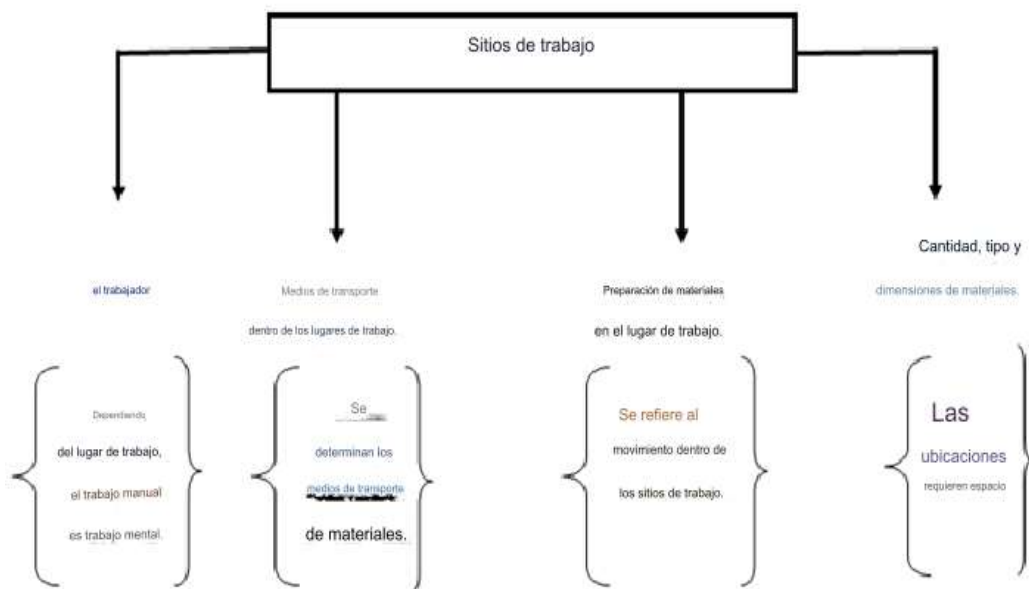 Sitios de trabajo
el trabajador
Dependiendo
del lugar de trabajo,
el trabajo manual
es trabajo mental.
Medios de transporte
dentro de los lugares de trabajo.
Se
determinan los
medios de transporte
de materiales.
Preparación de materiales
en el lugar de trabajo.
Se refiere al
movimiento dentro de
los sitios de trabajo.
Cantidad, tipo y
dimensiones de materiales.
Las
ubicaciones
requieren espacio